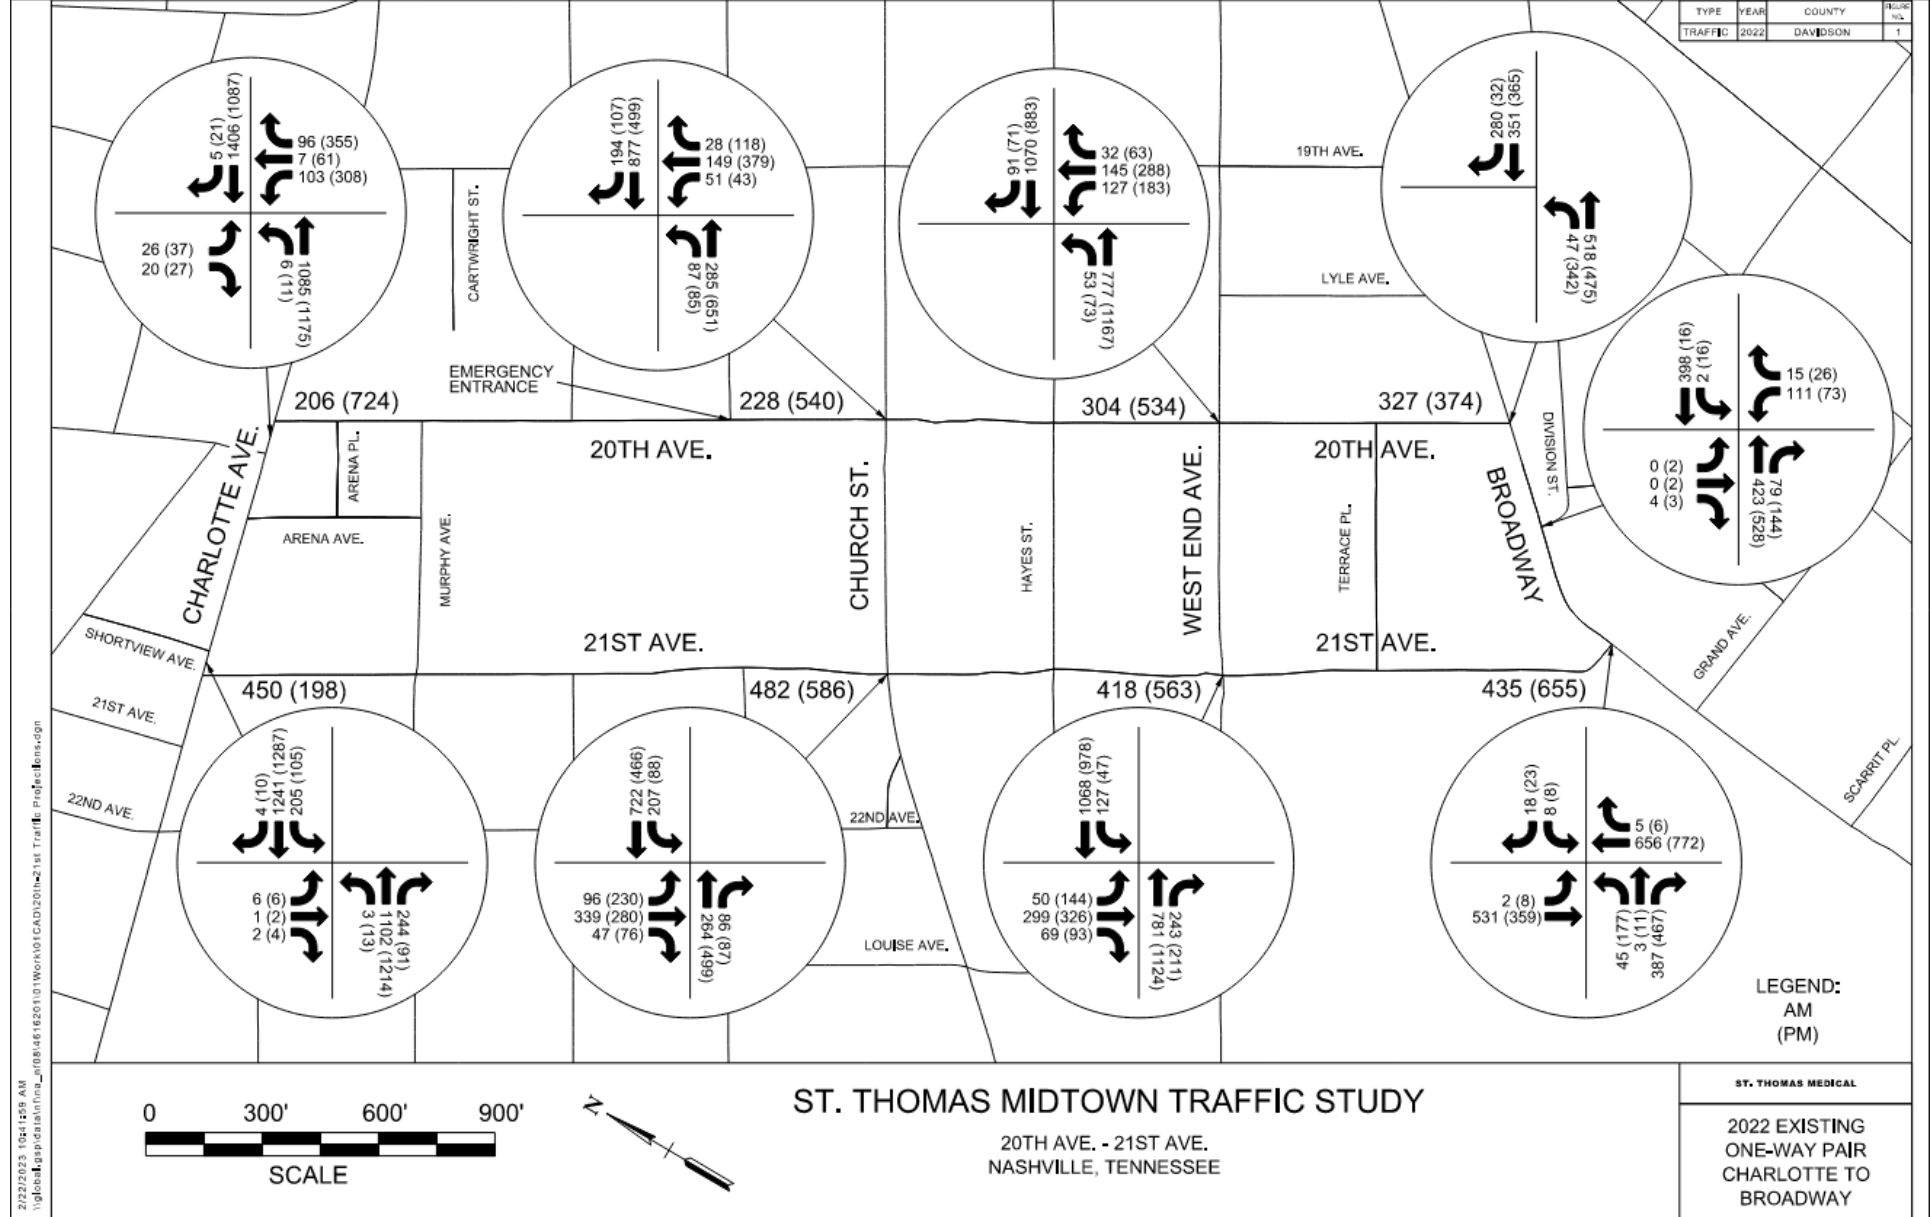 TYPE YEAR COUNTY FIGURE NO.
TRAFFIC 2022 DAVIDSON 1
5 (21)
1406 (1087)
96 (355)
7 (61)
103 (308)
26 (37)
20 (27)
6 (11)
1085 (1175)
194 (107)
877 (499)
28 (118)
149 (379)
51 (43)
87 (85)
285 (651)
91 (71)
1070 (883)
32 (63)
145 (288)
127 (183)
53 (73)
777 (1167)
280 (32)
351 (365)
47 (342)
518 (475)
398 (16)
2 (16)
15 (26)
111 (73)
0 (2)
0 (2)
4 (3)
423 (528)
79 (144)
CARTWRIGHT ST.
19TH AVE.
LYLE AVE.
EMERGENCY
ENTRANCE
206 (724)
228 (540)
304 (534)
327 (374)
20TH AVE.
20TH AVE.
CHARLOTTE AVE.
ARENA PL.
ARENA AVE.
MURPHY AVE.
CHURCH ST.
HAYES ST.
WEST END AVE.
TERRACE PL.
BROADWAY
DIVISION ST.
GRAND AVE.
SCARRIT PL.
SHORTVIEW AVE.
21ST AVE.
22ND AVE.
21ST AVE.
21ST AVE.
450 (198)
482 (586)
418 (563)
435 (655)
4 (10)
1241 (1287)
205 (105)
6 (6)
1 (2)
2 (4)
3 (13)
1102 (1214)
244 (91)
722 (466)
207 (88)
96 (230)
339 (280)
47 (76)
264 (499)
86 (87)
22ND AVE.
LOUISE AVE.
1068 (978)
127 (47)
50 (144)
299 (326)
69 (93)
781 (1124)
243 (211)
18 (23)
8 (8)
5 (6)
656 (772)
2 (8)
531 (359)
45 (177)
3 (11)
387 (467)
LEGEND:
AM
(PM)
0 300' 600' 900'
SCALE
N
ST. THOMAS MIDTOWN TRAFFIC STUDY
20TH AVE. - 21ST AVE.
NASHVILLE, TENNESSEE
ST. THOMAS MEDICAL
2022 EXISTING
ONE-WAY PAIR
CHARLOTTE TO
BROADWAY
2/22/2023 10:41:59 AM